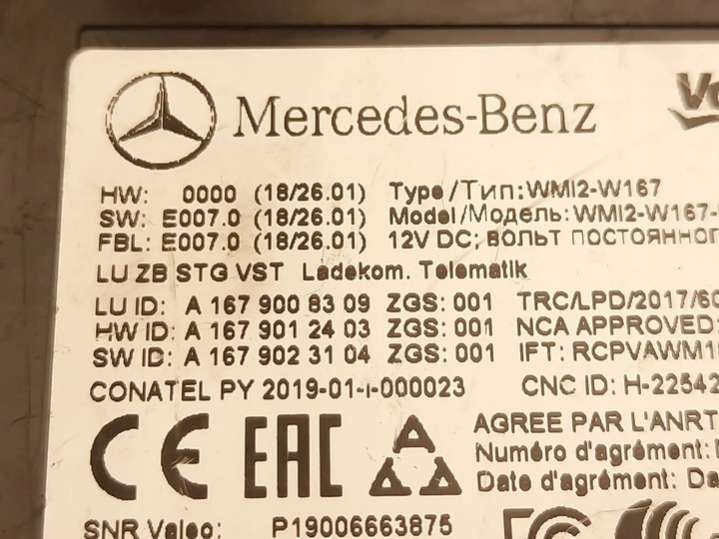 Mercedes-Benz
HW: 0000 (18/26.01) Type/Тип: WMI2-W167
SW: E007.0 (18/26.01) Model/Модель: WMI2-W167-
FBL: E007.0 (18/26.01) 12V DC; ВОЛЬТ ПОСТОЯННОГ
LU ZB STG VST Ladekom. Telematik
LU ID: A 167 900 83 09 ZGS: 001 TRC/LPD/2017/60
HW ID: A 167 901 24 03 ZGS: 001 NCA APPROVED:
SW ID: A 167 902 31 04 ZGS: 001 IFT: RCPVAWM1
CONATEL PY 2019-01-I-000023 CNC ID: H-22542
CE EAC AGREE PAR L'ANRT
Numéro d'agrément:
Date d'agrément: Da
SNR Valeo: P19006663875